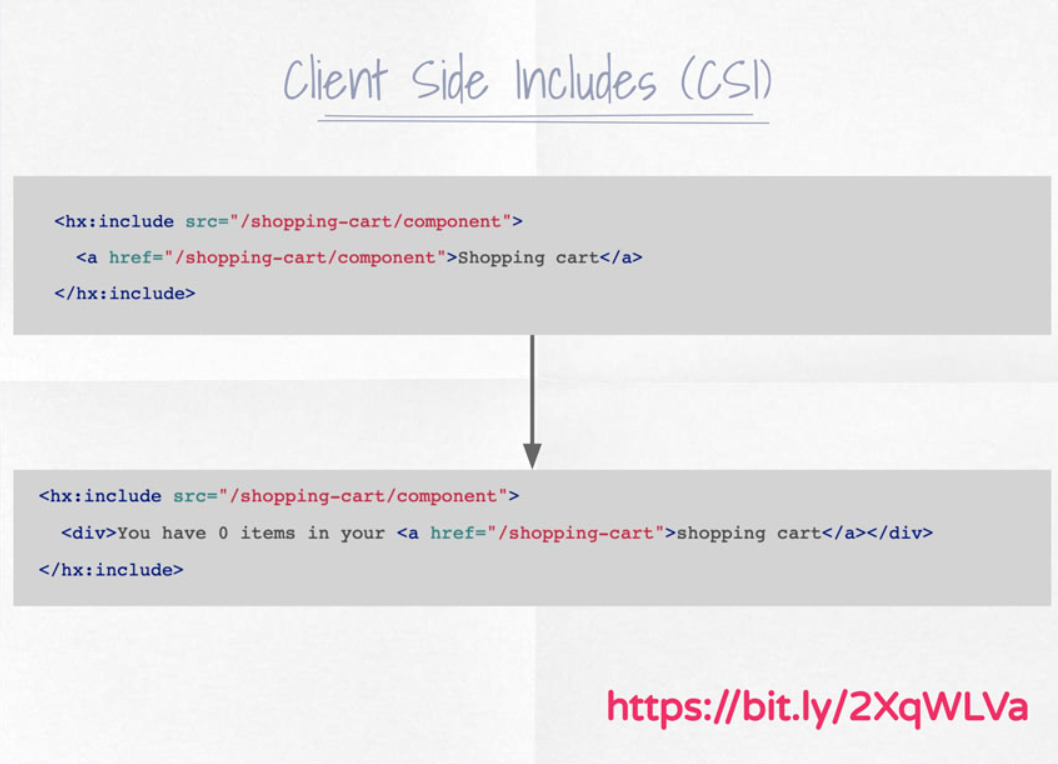 Client Side Includes (CSI)
<hx:include src="/shopping-cart/component">
<a href="/shopping-cart/component">Shopping cart</a>
</hx:include>
<hx:include src="/shopping-cart/component">
<div>You have 0 items in your <a href="/shopping-cart">shopping cart</a></div>
</hx:include>
https://bit.ly/2XqWLVa